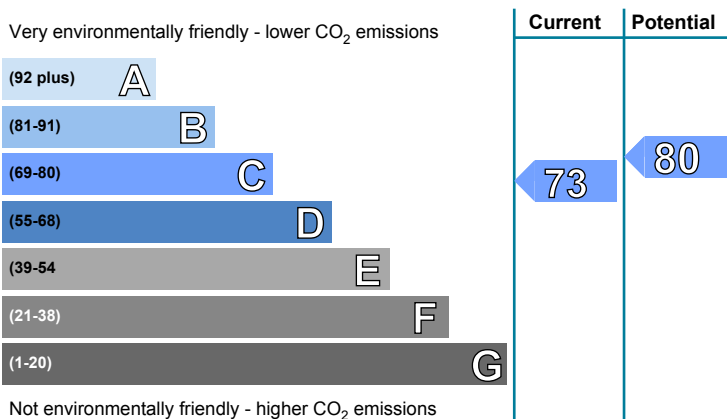 Current Potential
Very environmentally friendly - lower CO2 emissions
(92 plus) A
(81-91) B
(69-80) C
(55-68) D
(39-54 E
(21-38) F
(1-20) G
73
80
Not environmentally friendly - higher CO2 emissions